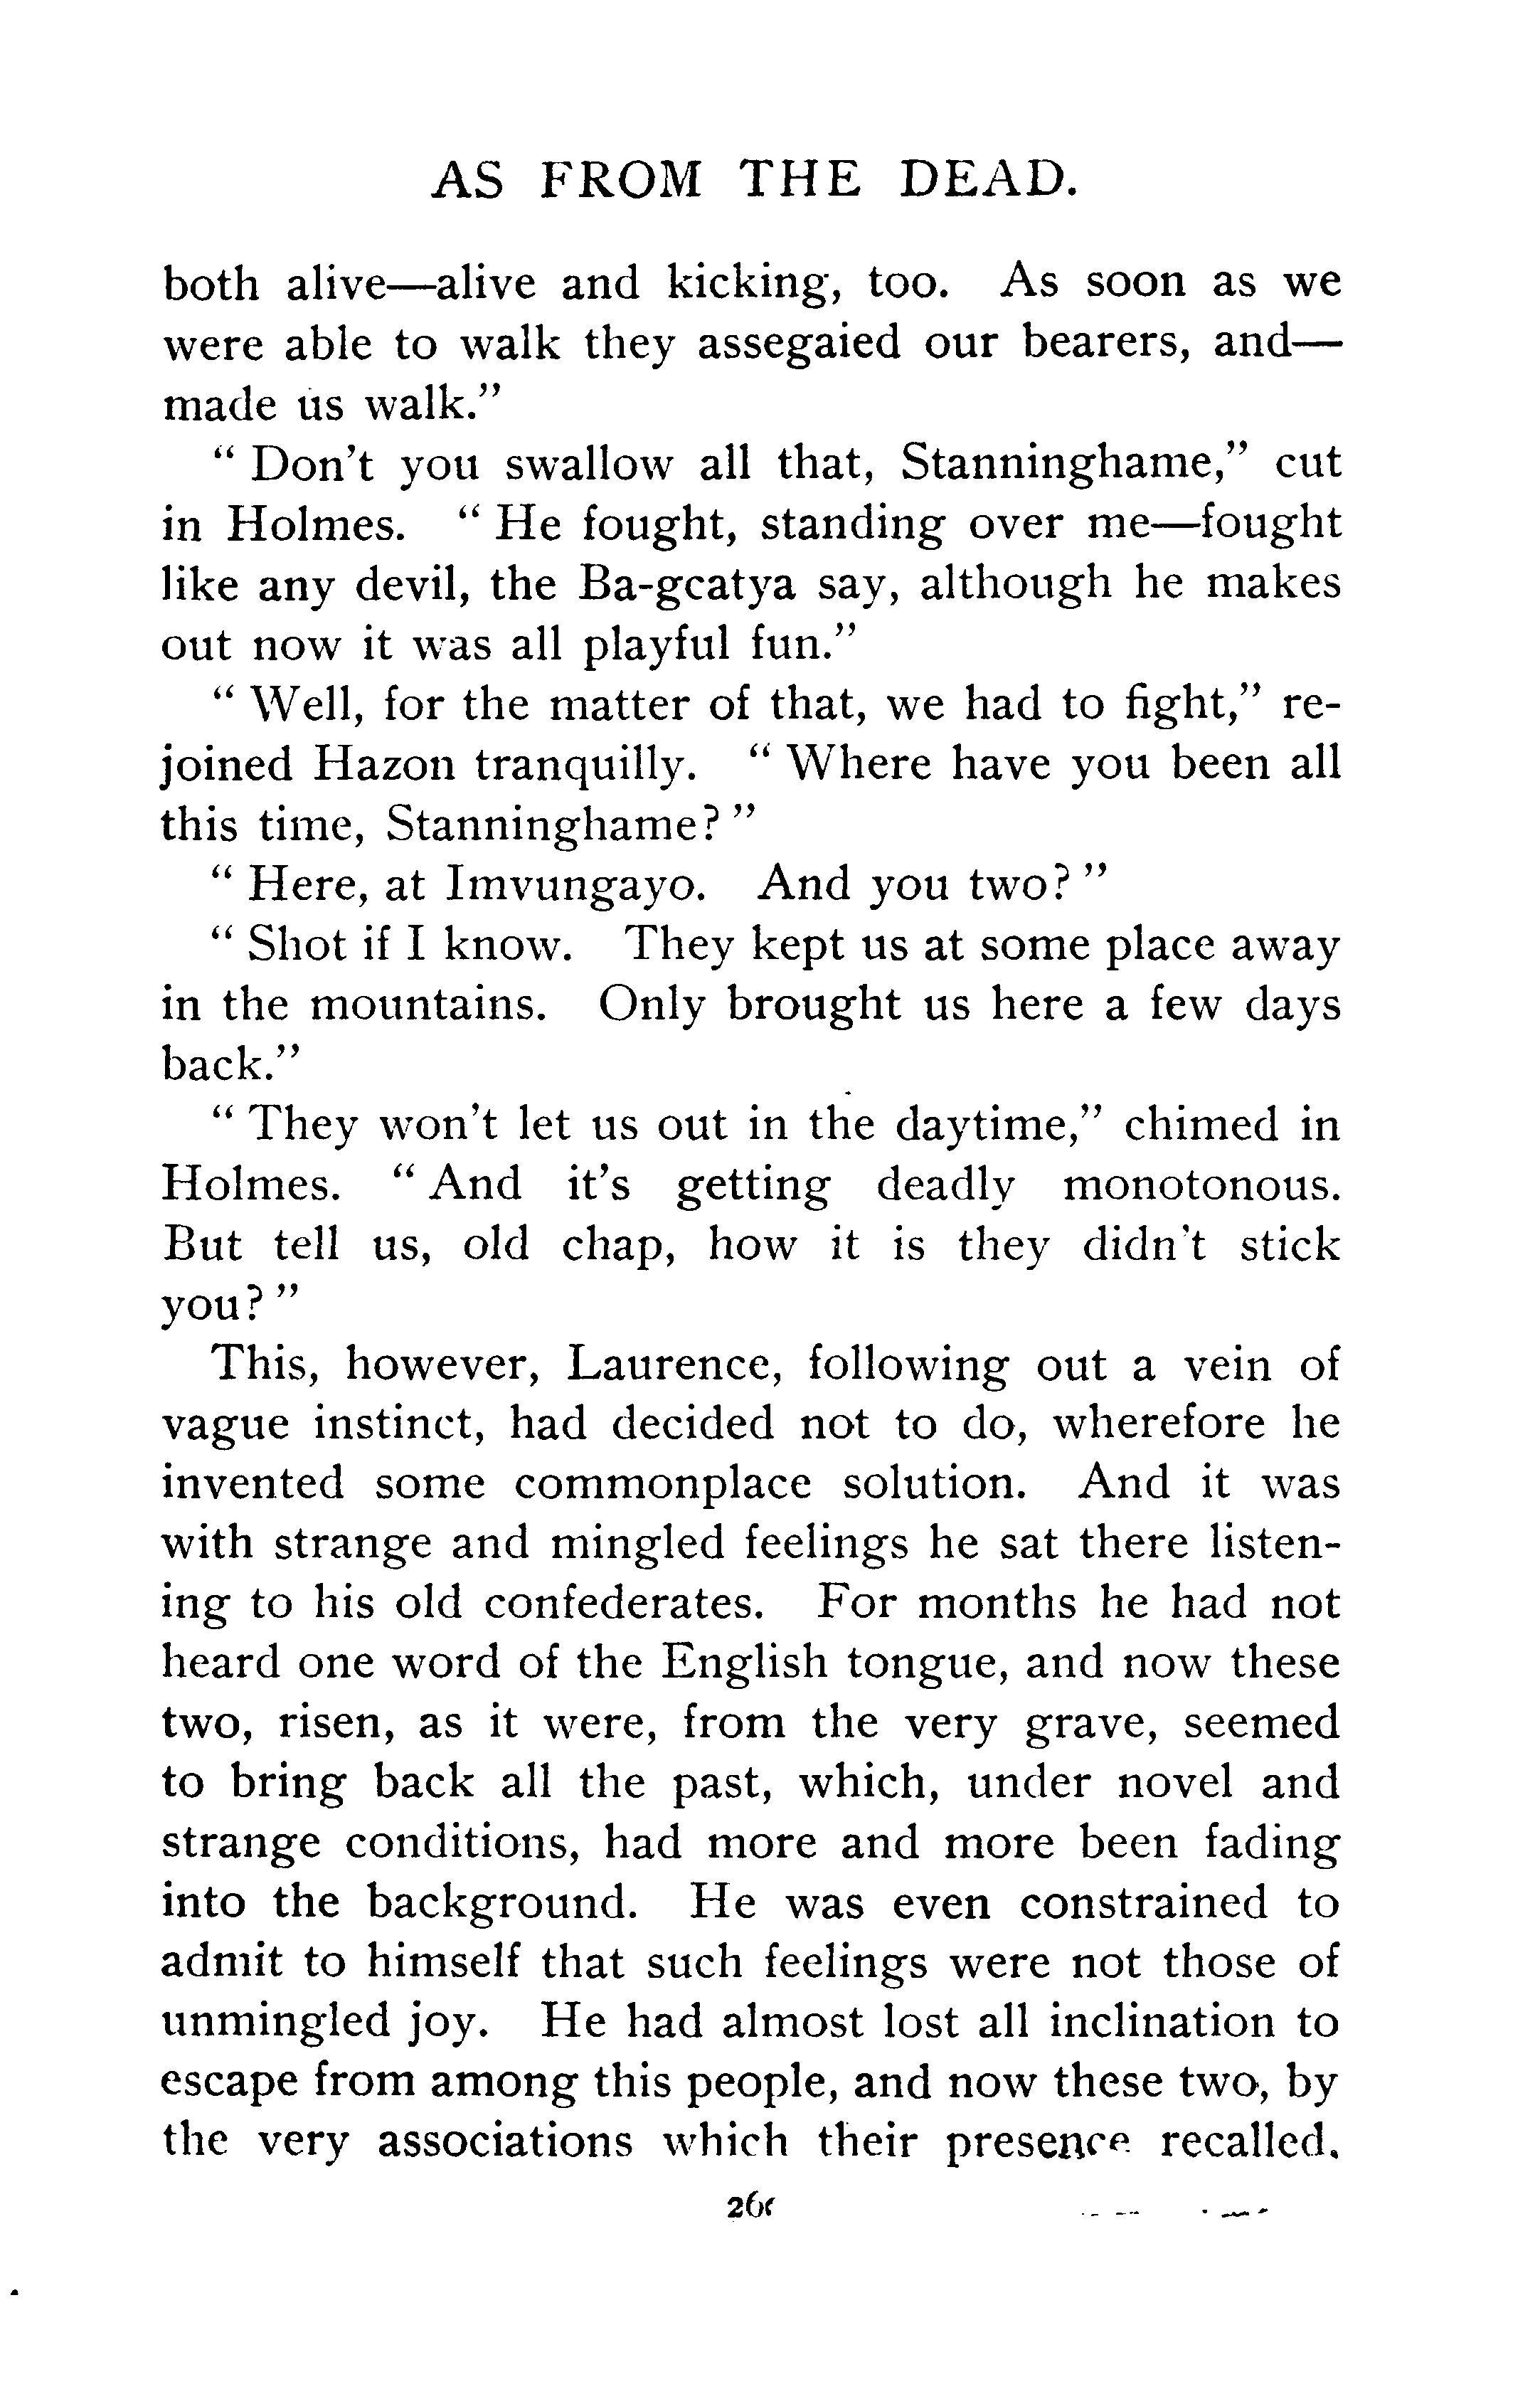 AS FROM THE DEAD.
both alive—alive and kicking, too. As soon as we
were able to walk they assegaied our bearers, and—
made us walk.”
“ Don’t you swallow all that, Stanninghame,” cut
in Holmes. “ He fought, standing over me—fought
like any devil, the Ba-gcatya say, although he makes
out now it was all playful fun.”
“ Well, for the matter of that, we had to fight,” re-
joined Hazon tranquilly. “ Where have you been all
this time, Stanninghame? ”
“ Here, at Imvungayo. And you two? ”
“ Shot if I know. They kept us at some place away
in the mountains. Only brought us here a few days
back.”
“ They won’t let us out in the daytime,” chimed in
Holmes. “ And it’s getting deadly monotonous.
But tell us, old chap, how it is they didn’t stick
you? ”
This, however, Laurence, following out a vein of
vague instinct, had decided not to do, wherefore he
invented some commonplace solution. And it was
with strange and mingled feelings he sat there listen-
ing to his old confederates. For months he had not
heard one word of the English tongue, and now these
two, risen, as it were, from the very grave, seemed
to bring back all the past, which, under novel and
strange conditions, had more and more been fading
into the background. He was even constrained to
admit to himself that such feelings were not those of
unmingled joy. He had almost lost all inclination to
escape from among this people, and now these two, by
the very associations which their presence recalled,